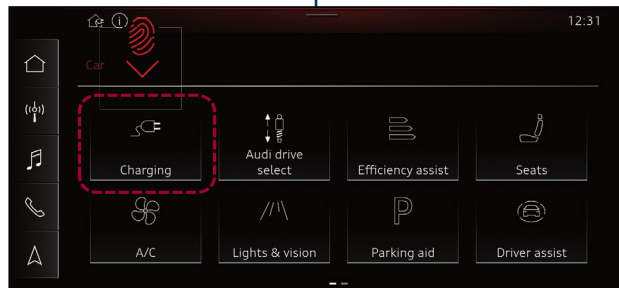 12:31
Car
Charging
Audi drive
select
Efficiency assist
Seats
A/C
Lights & vision
Parking aid
Driver assist